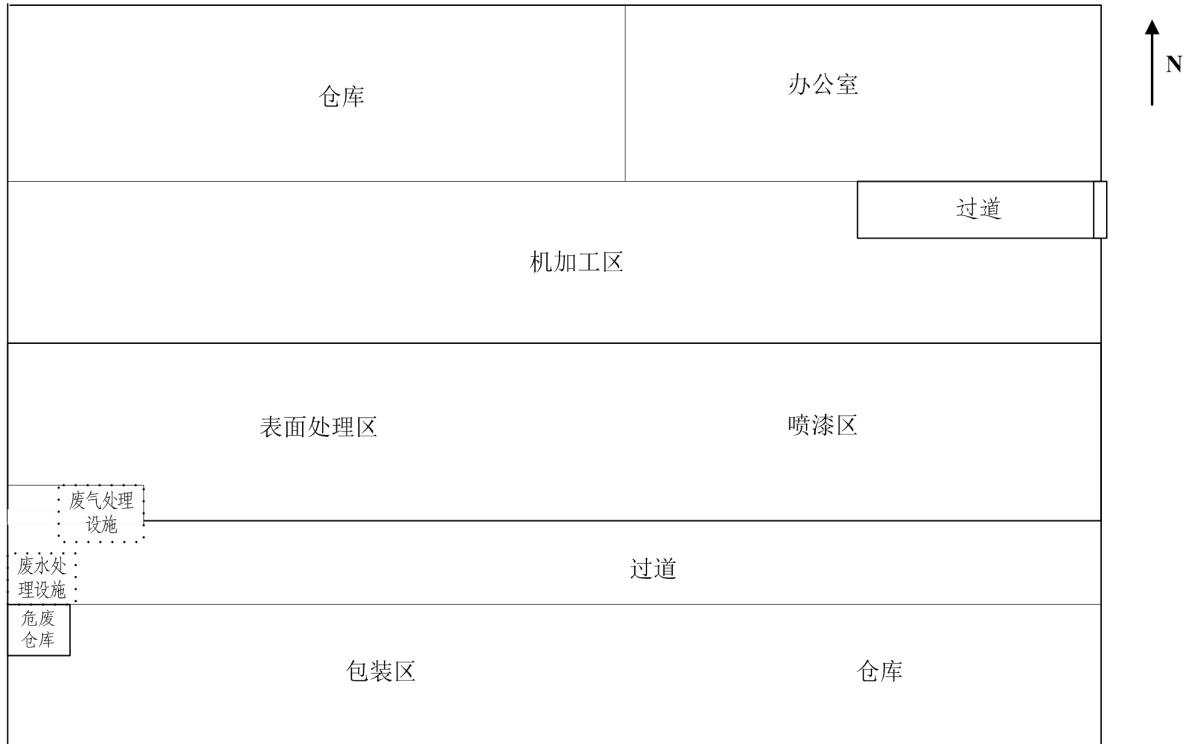 仓库
办公室
N
过道
机加工区
表面处理区
喷漆区
废气处理
设施
废水处
理设施
过道
危废
仓库
包装区
仓库